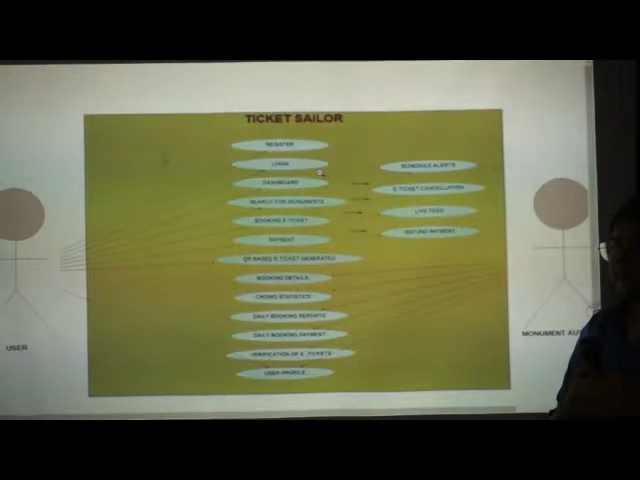 TICKET SAILOR
REGISTER
LOGIN
DASHBOARD
SEARCH FOR MONUMENTS
BOOKING E-TICKET
PAYMENT
QR BASED E-TICKET GENERATED
BOOKING DETAILS
CROWD STATISTICS
DAILY BOOKING REPORTS
DAILY BOOKING PAYMENT
VERIFICATION OF E-TICKETS
USER PROFILE
SCHEDULE ALERTS
E-TICKET CANCELLATION
LIVE FEED
REFUND PAYMENT
USER
MONUMENT AU